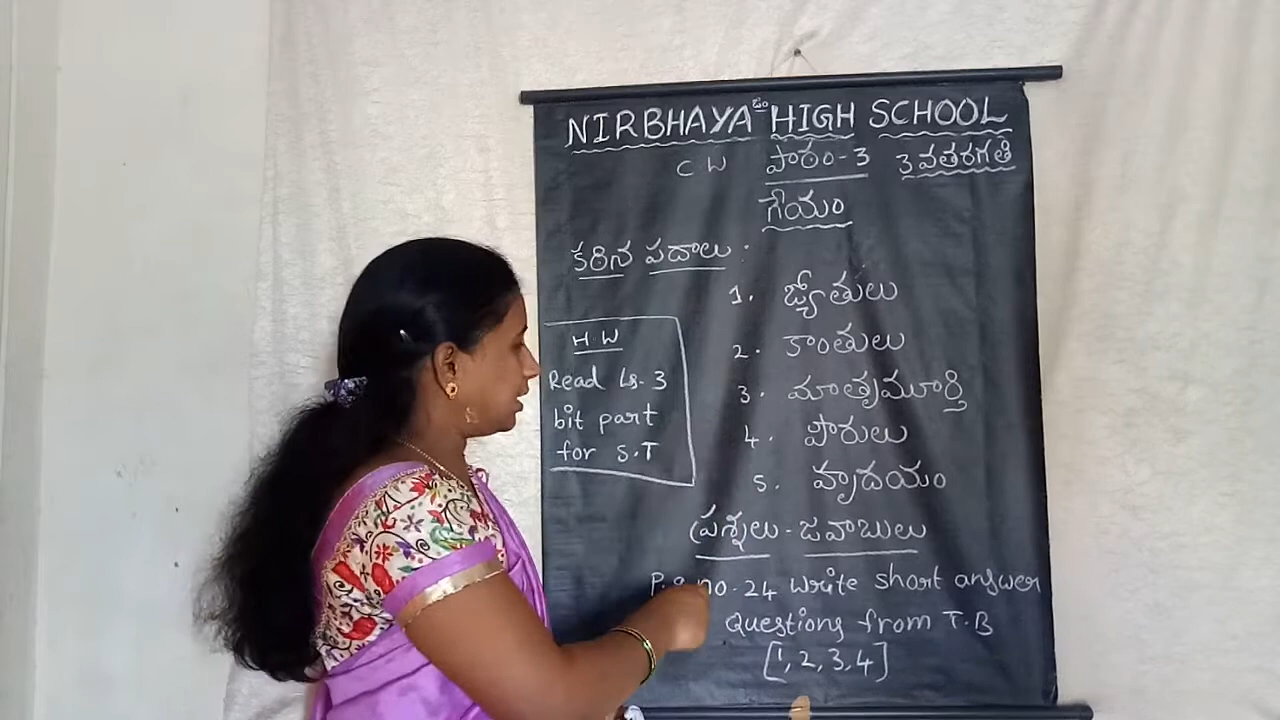 ఓం
NIRBHAYA HIGH SCHOOL
C W పాఠం-3 3వతరగతి
గేయం
కఠిన పదాలు :
1. జ్యోతులు
2. కాంతులు
3. మాతృమూర్తి
4. పౌరులు
5. హృదయం
H.W
Read Ls-3
bit part
for S.T
ప్రశ్నలు - జవాబులు
P.g no-24 write short answer
Questions from T.B
[1, 2, 3, 4]